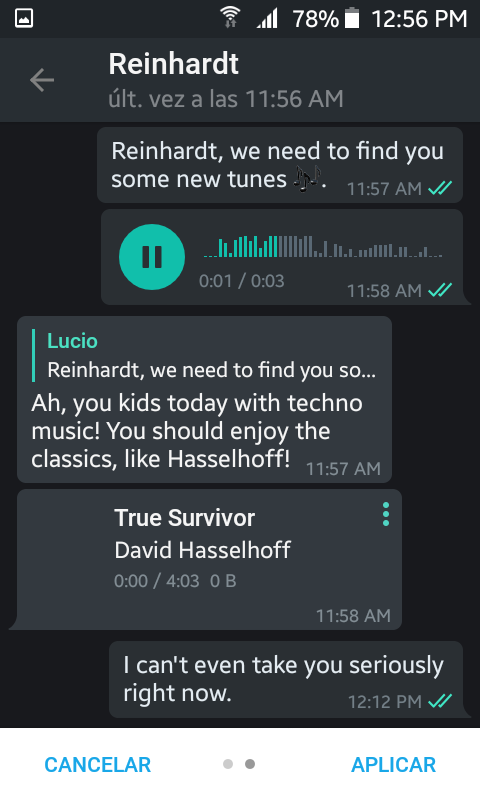 78% 12:56 PM
Reinhardt
últ. vez a las 11:56 AM
Reinhardt, we need to find you
some new tunes 🎶. 11:57 AM
0:01 / 0:03
11:58 AM
Lucio
Reinhardt, we need to find you so...
Ah, you kids today with techno
music! You should enjoy the
classics, like Hasselhoff! 11:57 AM
True Survivor
David Hasselhoff
0:00 / 4:03 0 B
11:58 AM
I can't even take you seriously
right now. 12:12 PM
CANCELAR APLICAR